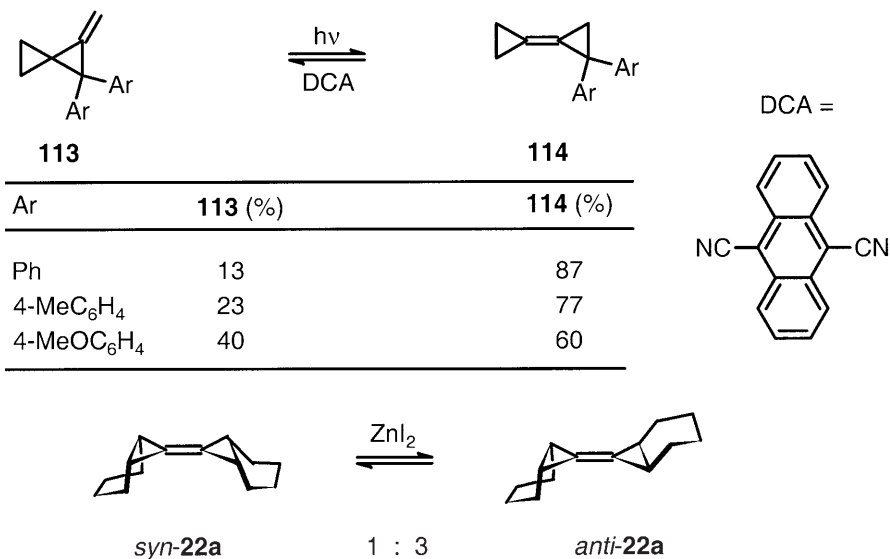 hν
DCA
Ar
Ar
Ar
Ar
DCA =
113
114
Ar 113 (%) 114 (%)
NC
CN
Ph 13 87
4-MeC6H4 23 77
4-MeOC6H4 40 60
ZnI2
syn-22a 1 : 3 anti-22a